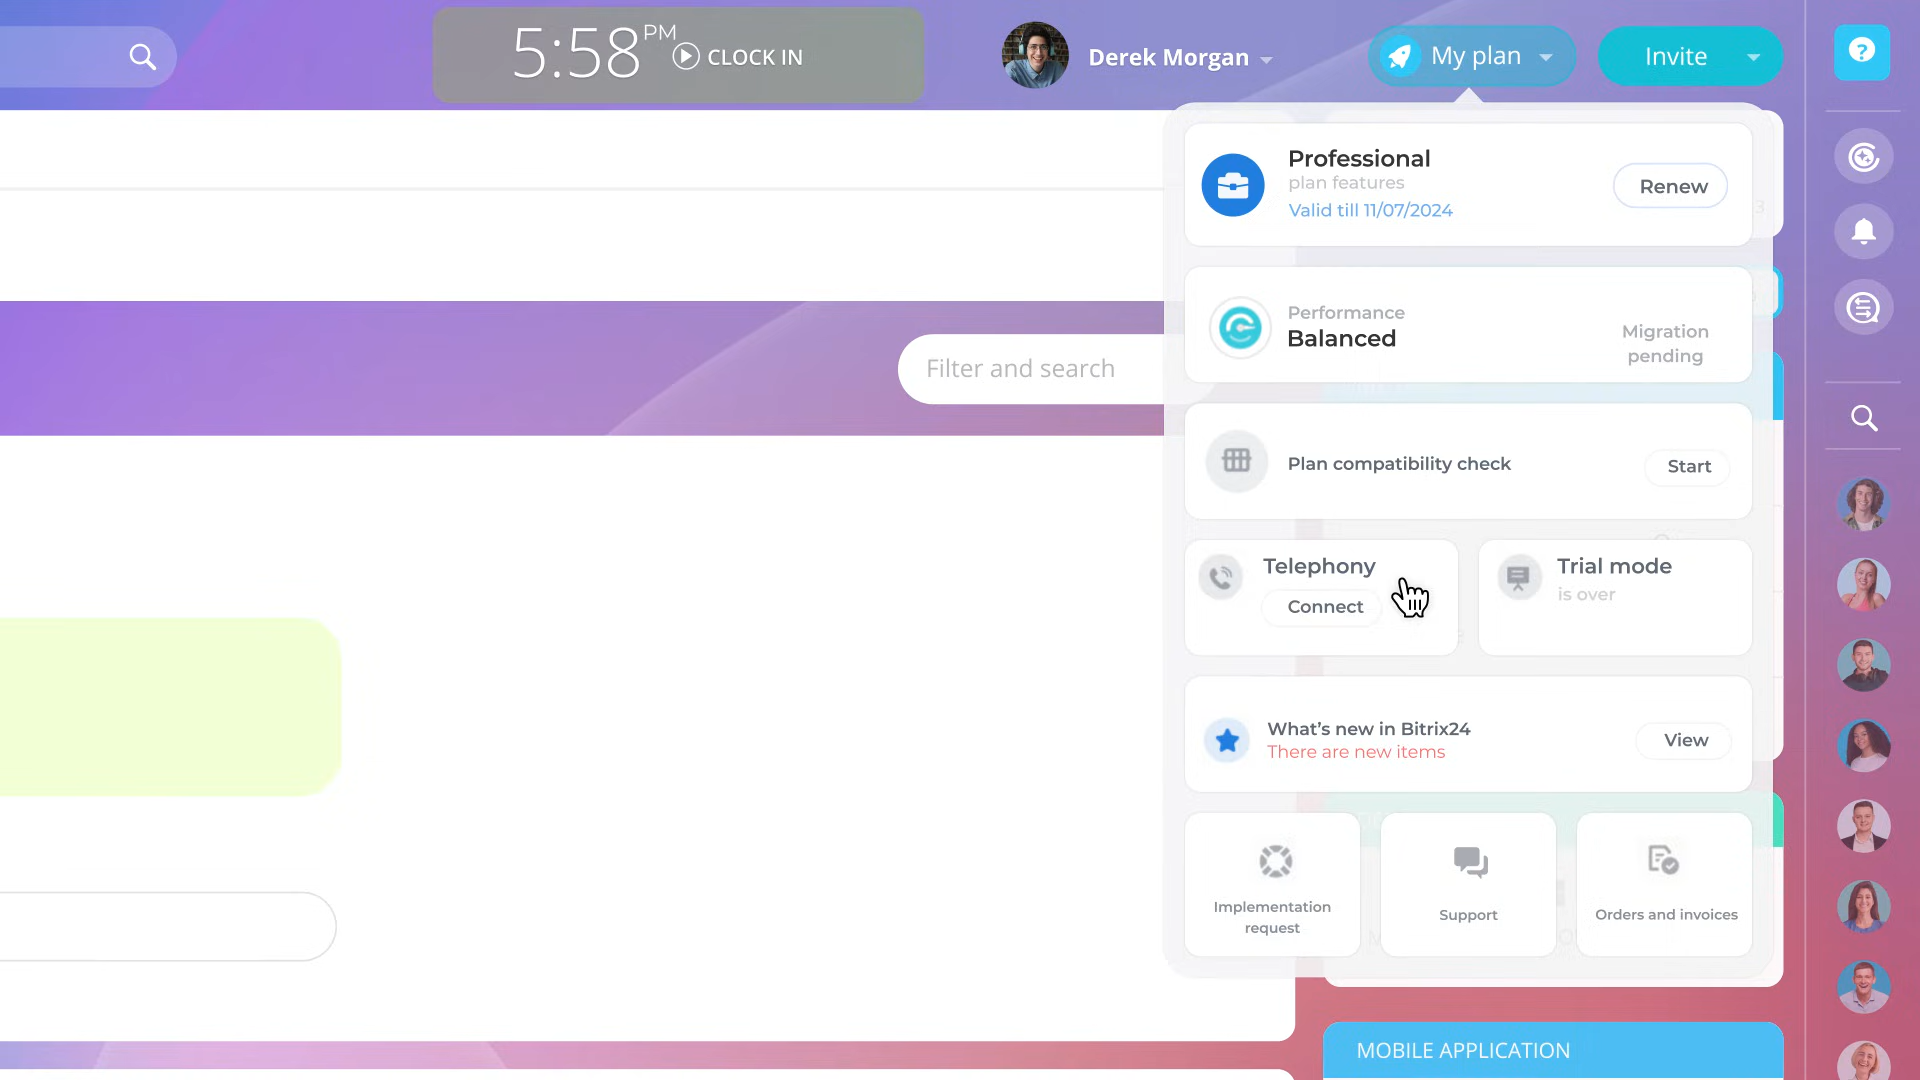 5:58 PM CLOCK IN
Derek Morgan
My plan
Invite
?
Professional
plan features
Valid till 11/07/2024
Renew
Performance
Balanced
Migration
pending
Filter and search
Plan compatibility check
Start
Telephony
Connect
Trial mode
is over
What's new in Bitrix24
There are new items
View
Implementation
request
Support
Orders and invoices
MOBILE APPLICATION